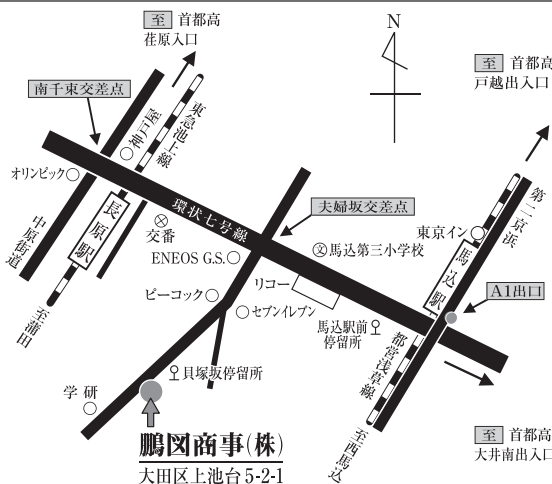 至 首都高
荏原入口
N
至 首都高
戸越出入口
南千束交差点
神戸屋
東急池上線
オリンピック
環状七号線
夫婦坂交差点
第二京浜
長原駅
交番
中原街道
ENEOS G.S.
文 馬込第三小学校
東京イン
馬込駅
A1出口
ピーコック
リコー
セブンイレブン
馬込駅前
停留所
至蒲田
都営浅草線
貝塚坂停留所
学研
至西馬込
至 首都高
大井南出入口
鵬図商事(株)
大田区上池台5-2-1